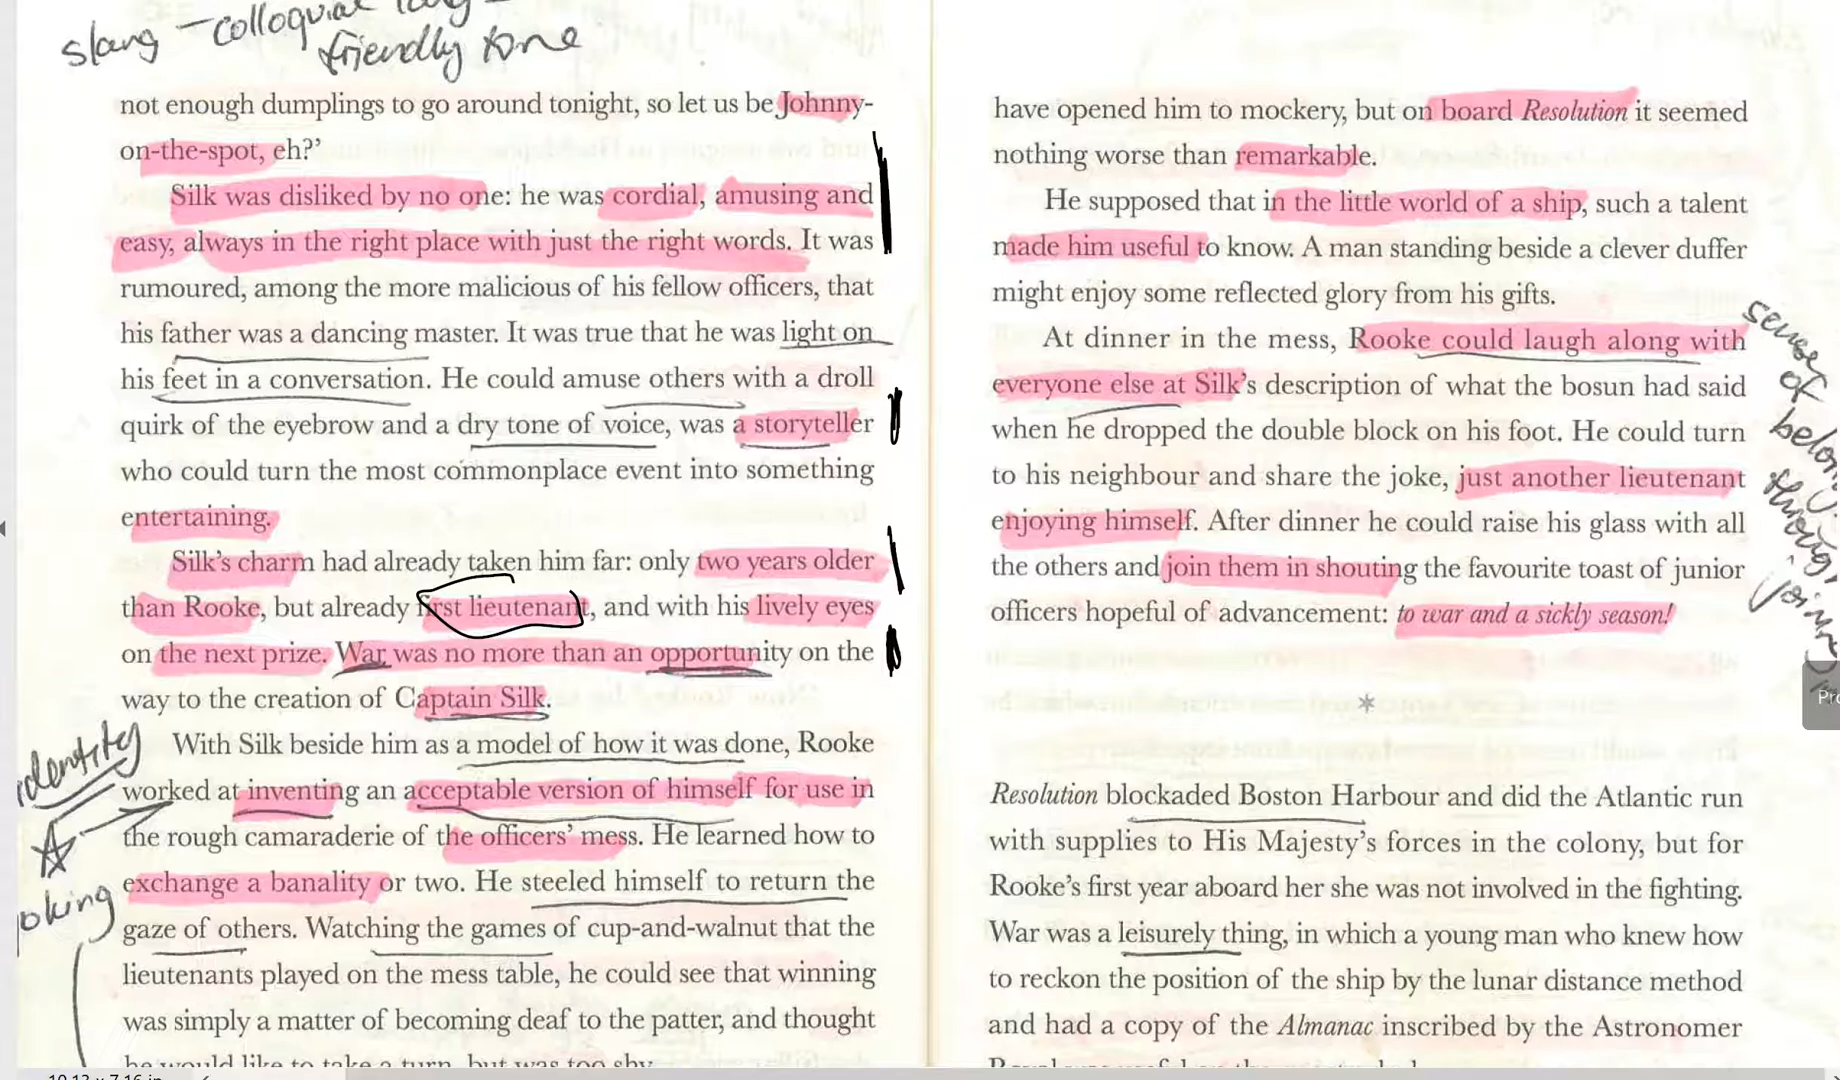 slang – colloquial
friendly tone
not enough dumplings to go around tonight, so let us be Johnny-
on-the-spot, eh?’
Silk was disliked by no one: he was cordial, amusing and
easy, always in the right place with just the right words. It was
rumoured, among the more malicious of his fellow officers, that
his father was a dancing master. It was true that he was light on
his feet in a conversation. He could amuse others with a droll
quirk of the eyebrow and a dry tone of voice, was a storyteller
who could turn the most commonplace event into something
entertaining.
Silk’s charm had already taken him far: only two years older
than Rooke, but already first lieutenant, and with his lively eyes
on the next prize. War was no more than an opportunity on the
way to the creation of Captain Silk.
identity
With Silk beside him as a model of how it was done, Rooke
worked at inventing an acceptable version of himself for use in
the rough camaraderie of the officers’ mess. He learned how to
exchange a banality or two. He steeled himself to return the
gaze of others. Watching the games of cup-and-walnut that the
lieutenants played on the mess table, he could see that winning
was simply a matter of becoming deaf to the patter, and thought
he would like to take a turn, but was too shy.
have opened him to mockery, but on board Resolution it seemed
nothing worse than remarkable.
He supposed that in the little world of a ship, such a talent
made him useful to know. A man standing beside a clever duffer
might enjoy some reflected glory from his gifts.
At dinner in the mess, Rooke could laugh along with
everyone else at Silk’s description of what the bosun had said
when he dropped the double block on his foot. He could turn
to his neighbour and share the joke, just another lieutenant
enjoying himself. After dinner he could raise his glass with all
the others and join them in shouting the favourite toast of junior
officers hopeful of advancement: to war and a sickly season!
sense
of
*
Resolution blockaded Boston Harbour and did the Atlantic run
with supplies to His Majesty’s forces in the colony, but for
Rooke’s first year aboard her she was not involved in the fighting.
War was a leisurely thing, in which a young man who knew how
to reckon the position of the ship by the lunar distance method
and had a copy of the Almanac inscribed by the Astronomer
Pro